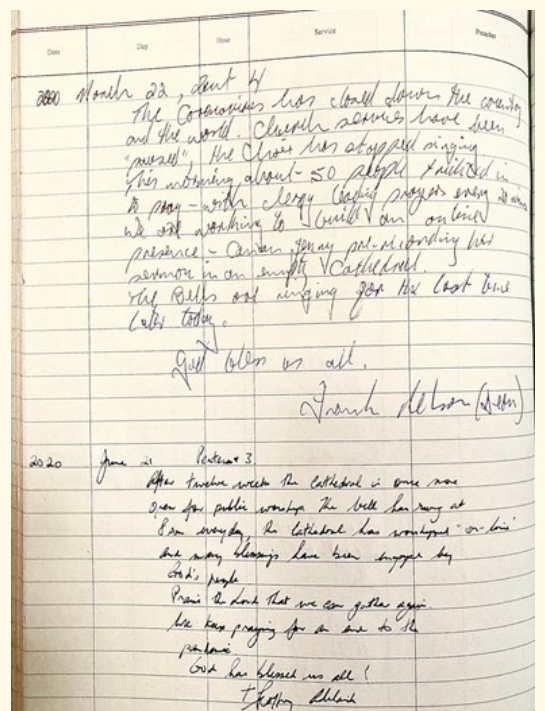 Date Day Hour Service Preacher
2020 March 22, Lent 4
The Coronavirus has closed down the country
and the world. Church services have been
"paused", the Choir has stopped singing
This morning about 50 people trickled in
to pray - with clergy leading prayers every
we are working to build an online
presence - Canon Jenny pre-recording her
sermon in an empty Cathedral.
The Bells are ringing for the last time
later today.
God bless us all.
Frank Nelson (Dean)
2020 June 21 Pentecost 3
After twelve weeks the Cathedral is once more
open for public worship. The bell has rung at
8am everyday, the Cathedral has worshipped 'on-line'
and many blessings have been enjoyed by
God's people
Praise the Lord that we can gather again.
We keep praying for an end to the
pandemic.
God has blessed us all!